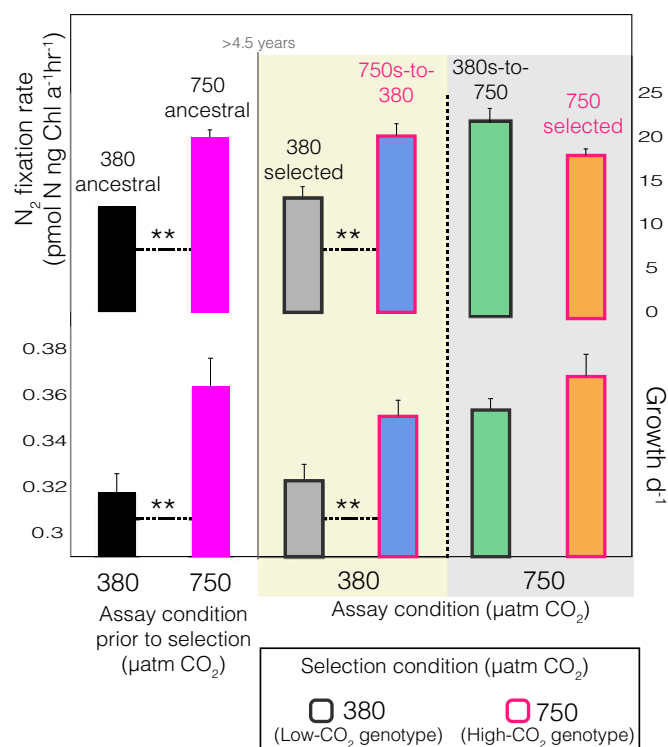 >4.5 years
N₂ fixation rate
(pmol N ng Chl a⁻¹hr⁻¹)
380
ancestral
750
ancestral
380
selected
750s-to-
380
380s-to-
750
750
selected
**
**
25
20
15
10
5
0
0.38
0.36
0.34
0.32
0.3
**
**
Growth d⁻¹
380
750
380
750
Assay condition
prior to selection
(µatm CO₂)
Assay condition (µatm CO₂)
Selection condition (µatm CO₂)
380
(Low-CO₂ genotype)
750
(High-CO₂ genotype)